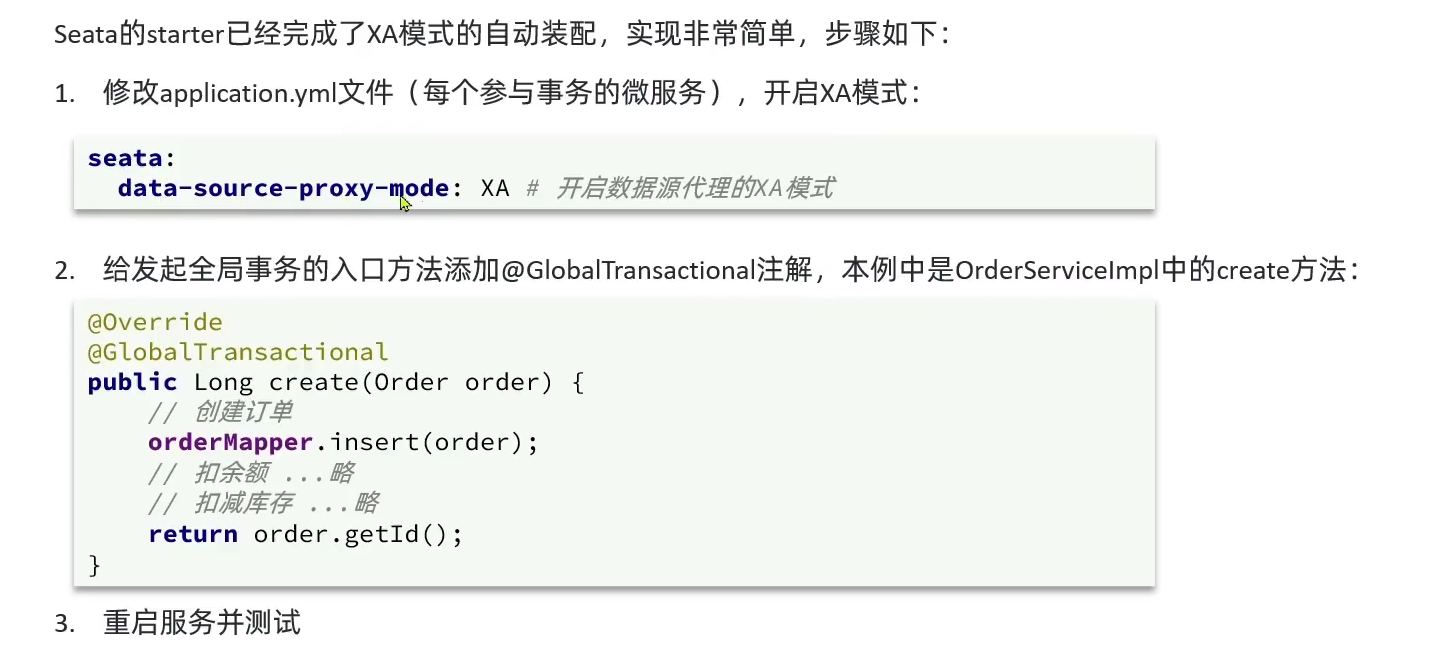 Seata的starter已经完成了XA模式的自动装配，实现非常简单，步骤如下：
1. 修改application.yml文件（每个参与事务的微服务），开启XA模式：
seata:
  data-source-proxy-mode: XA # 开启数据源代理的XA模式
2. 给发起全局事务的入口方法添加@GlobalTransactional注解，本例中是OrderServiceImpl中的create方法：
@Override
@GlobalTransactional
public Long create(Order order) {
    // 创建订单
    orderMapper.insert(order);
    // 扣余额 ...略
    // 扣减库存 ...略
    return order.getId();
}
3. 重启服务并测试